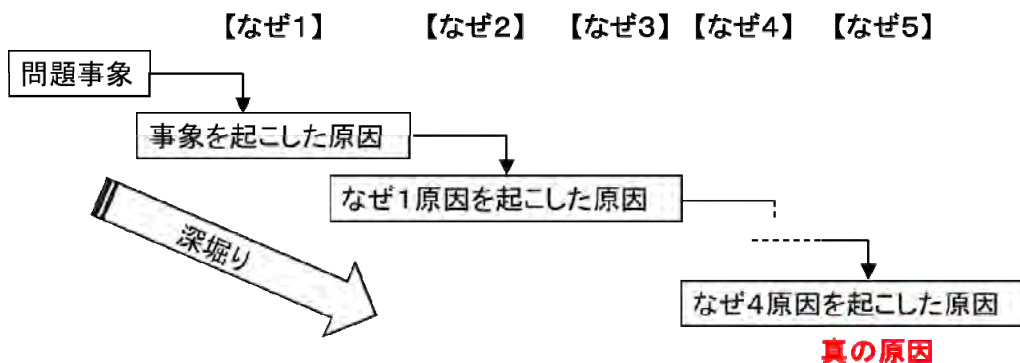 【なぜ1】 【なぜ2】 【なぜ3】 【なぜ4】 【なぜ5】
問題事象
事象を起こした原因
なぜ1原因を起こした原因
深堀り
なぜ4原因を起こした原因
真の原因